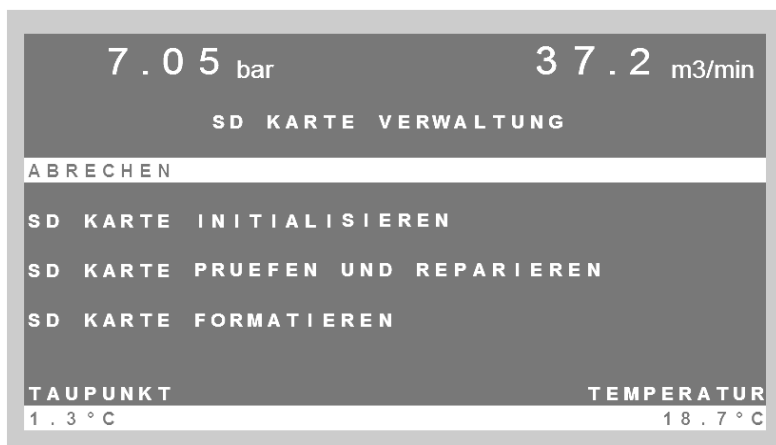 7.05 bar 37.2 m3/min
SD KARTE VERWALTUNG
ABRECHEN
SD KARTE INITIALISIEREN
SD KARTE PRUEFEN UND REPARIEREN
SD KARTE FORMATIEREN
TAUPUNKT TEMPERATUR
1.3°C 18.7°C